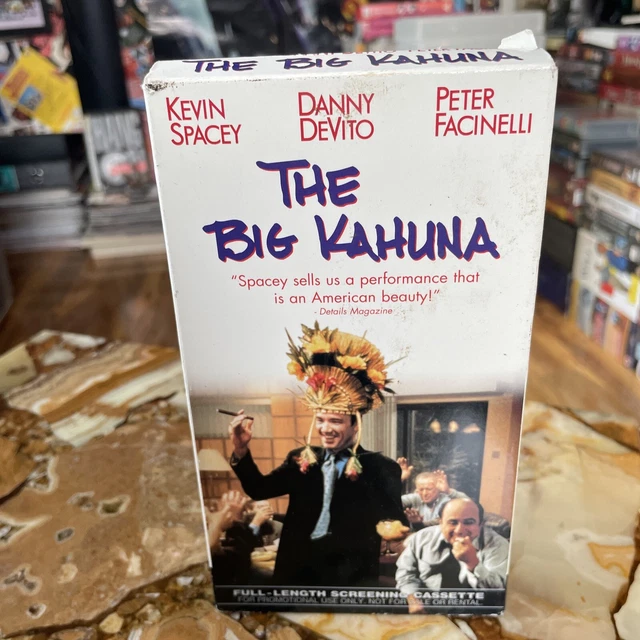 THE BIG KAHUNA
KEVIN
SPACEY
DANNY
DEVITO
PETER
FACINELLI
THE
BIG KAHUNA
“Spacey sells us a performance that
is an American beauty!”
- Details Magazine
FULL-LENGTH SCREENING CASSETTE
FOR PROMOTIONAL USE ONLY. NOT FOR SALE OR RENTAL.